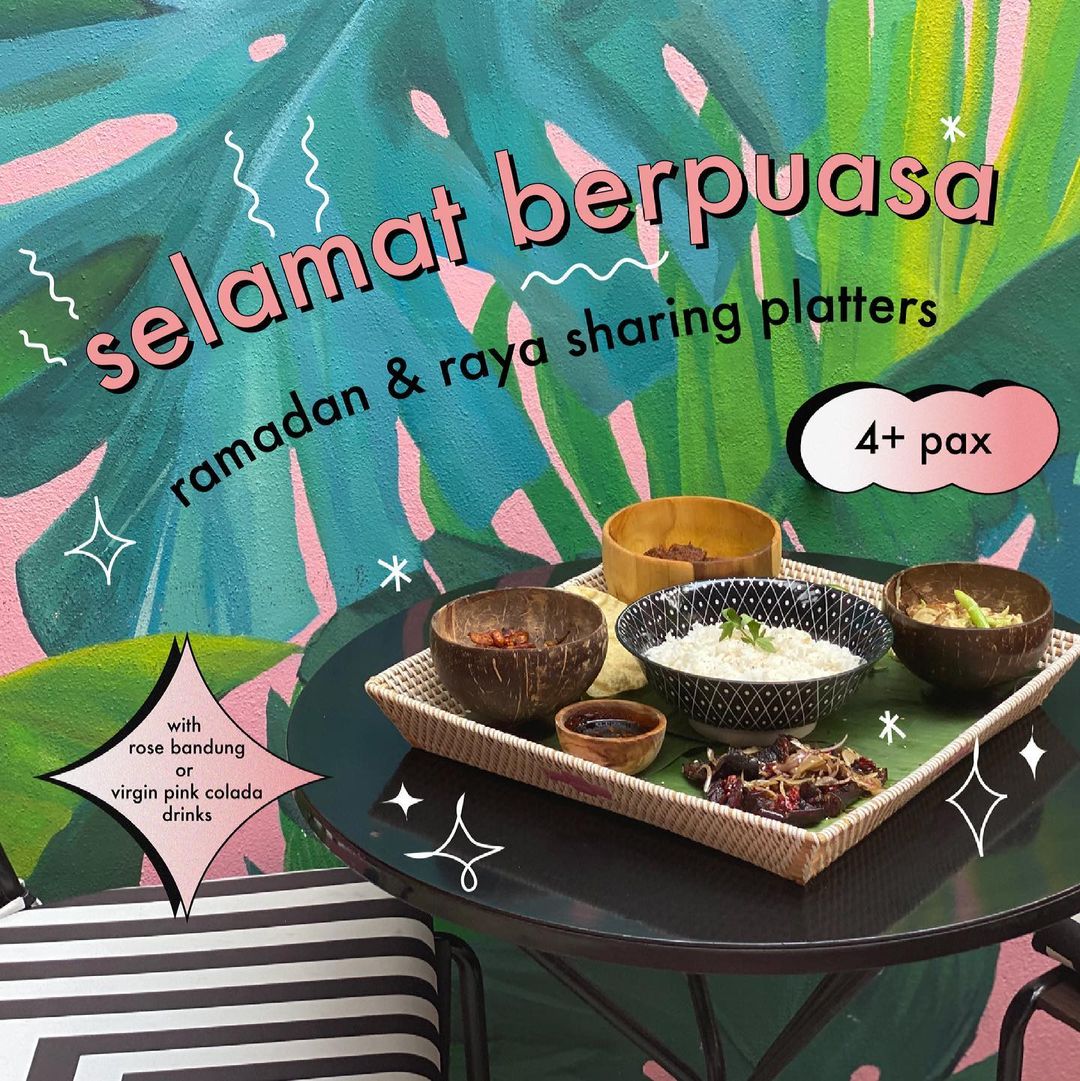 selamat berpuasa
ramadan & raya sharing platters
4+ pax
with
rose bandung
or
virgin pink colada
drinks